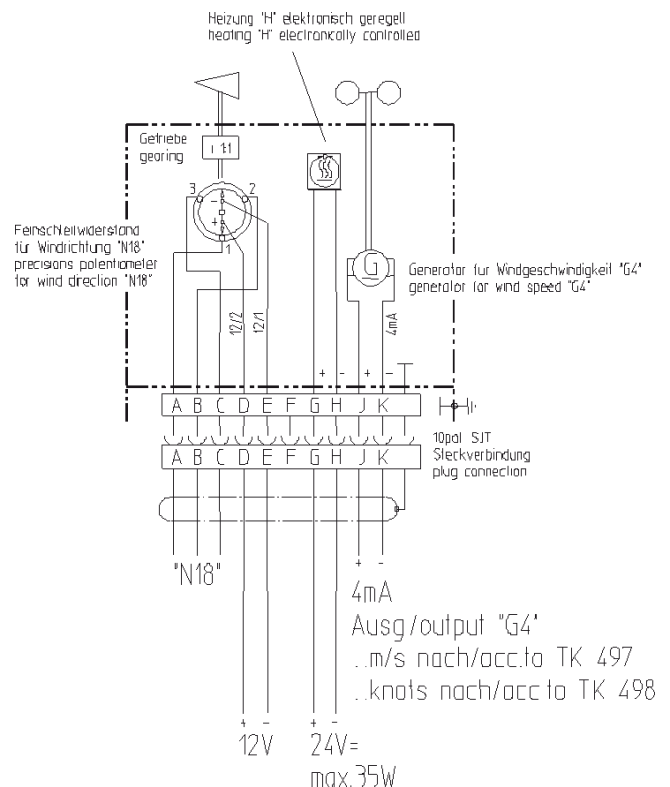 Heizung "H" elektronisch geregell
heating "H" electronically controlled
Getriebe
gearing
i 1:1
3
2
-
+
1
Feinschleifwiderstand
für Windrichtung "N18"
precisions potentiometer
for wind direction "N18"
G
Generator für Windgeschwindigkeit "G4"
generator for wind speed "G4"
12/2
12/1
4mA
+ - + -
A B C D E F G H J K
10pol SJT
Steckverbindung
plug connection
A B C D E F G H J K
"N18"
+ -
4mA
Ausg/output "G4"
..m/s nach/acc.to TK 497
..knots nach/acc to TK 498
+ - + -
12V 24V=
max.35W